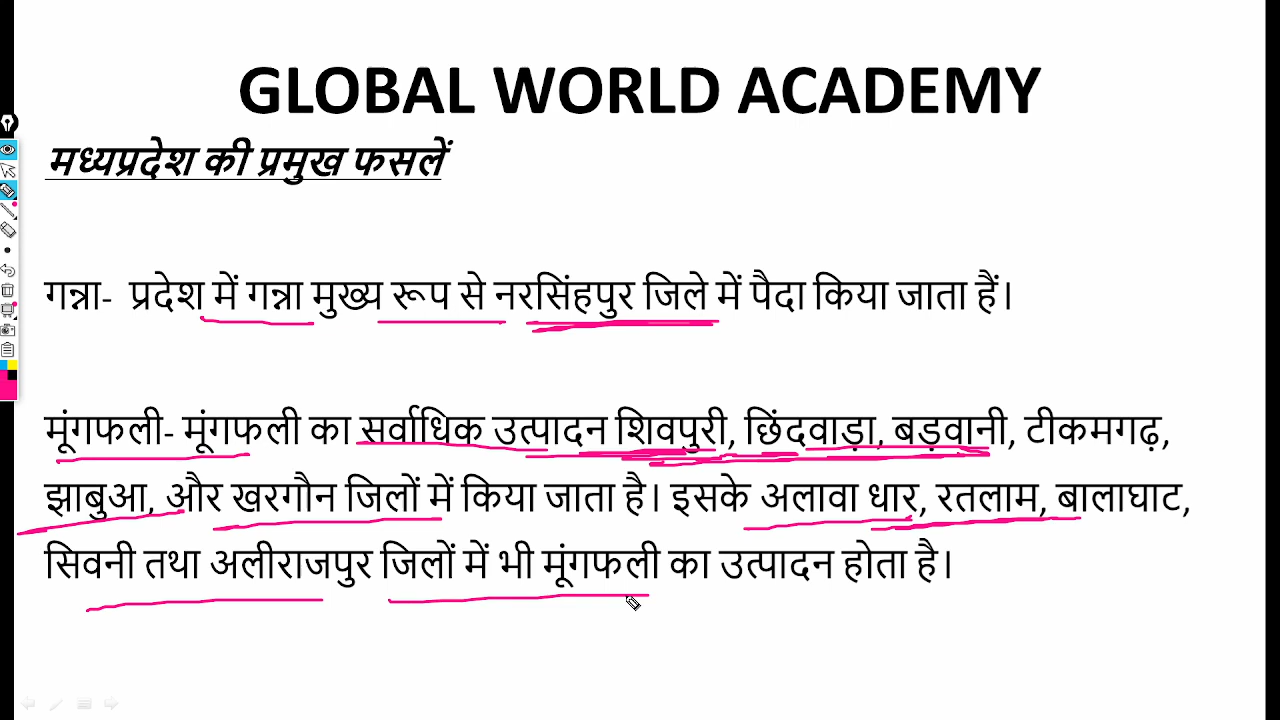 GLOBAL WORLD ACADEMY
मध्यप्रदेश की प्रमुख फसलें
गन्ना- प्रदेश में गन्ना मुख्य रूप से नरसिंहपुर जिले में पैदा किया जाता हैं।
मूंगफली- मूंगफली का सर्वाधिक उत्पादन शिवपुरी, छिंदवाड़ा, बड़वानी, टीकमगढ़,
झाबुआ, और खरगौन जिलों में किया जाता है। इसके अलावा धार, रतलाम, बालाघाट,
सिवनी तथा अलीराजपुर जिलों में भी मूंगफली का उत्पादन होता है।